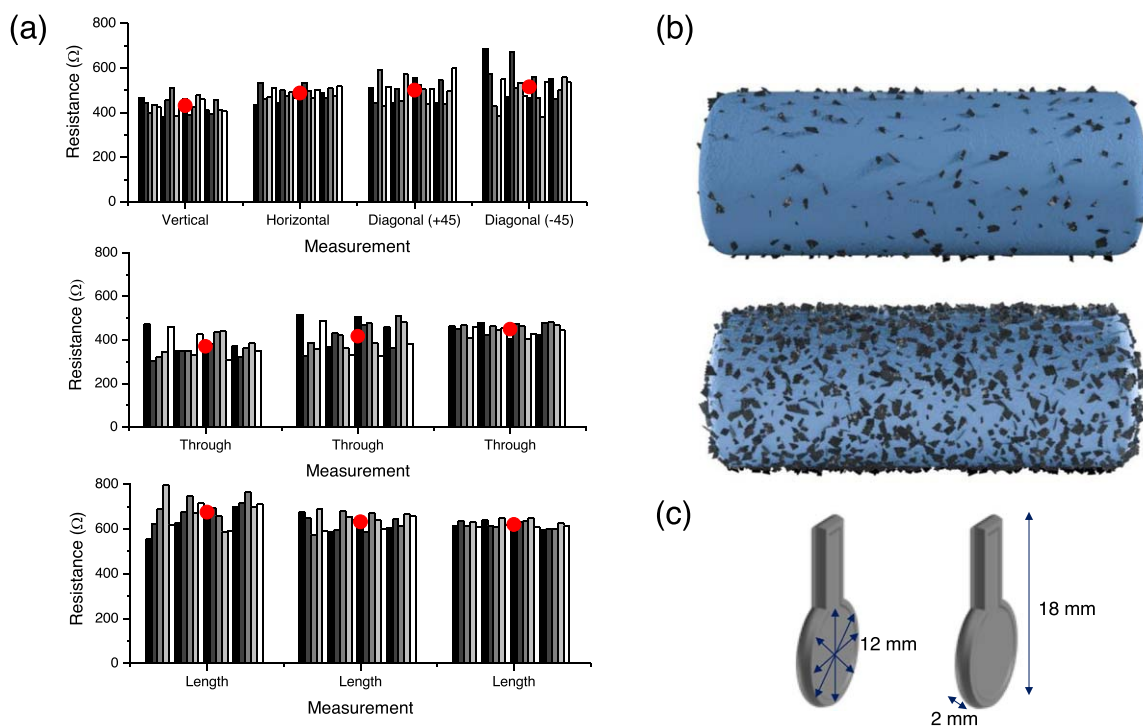 (a)
800
600
400
200
0
Resistance (Ω)
Vertical Horizontal Diagonal (+45) Diagonal (-45)
Measurement
800
600
400
200
0
Resistance (Ω)
Through Through Through
Measurement
800
600
400
200
0
Resistance (Ω)
Length Length Length
Measurement
(b)
(c)
12 mm
18 mm
2 mm